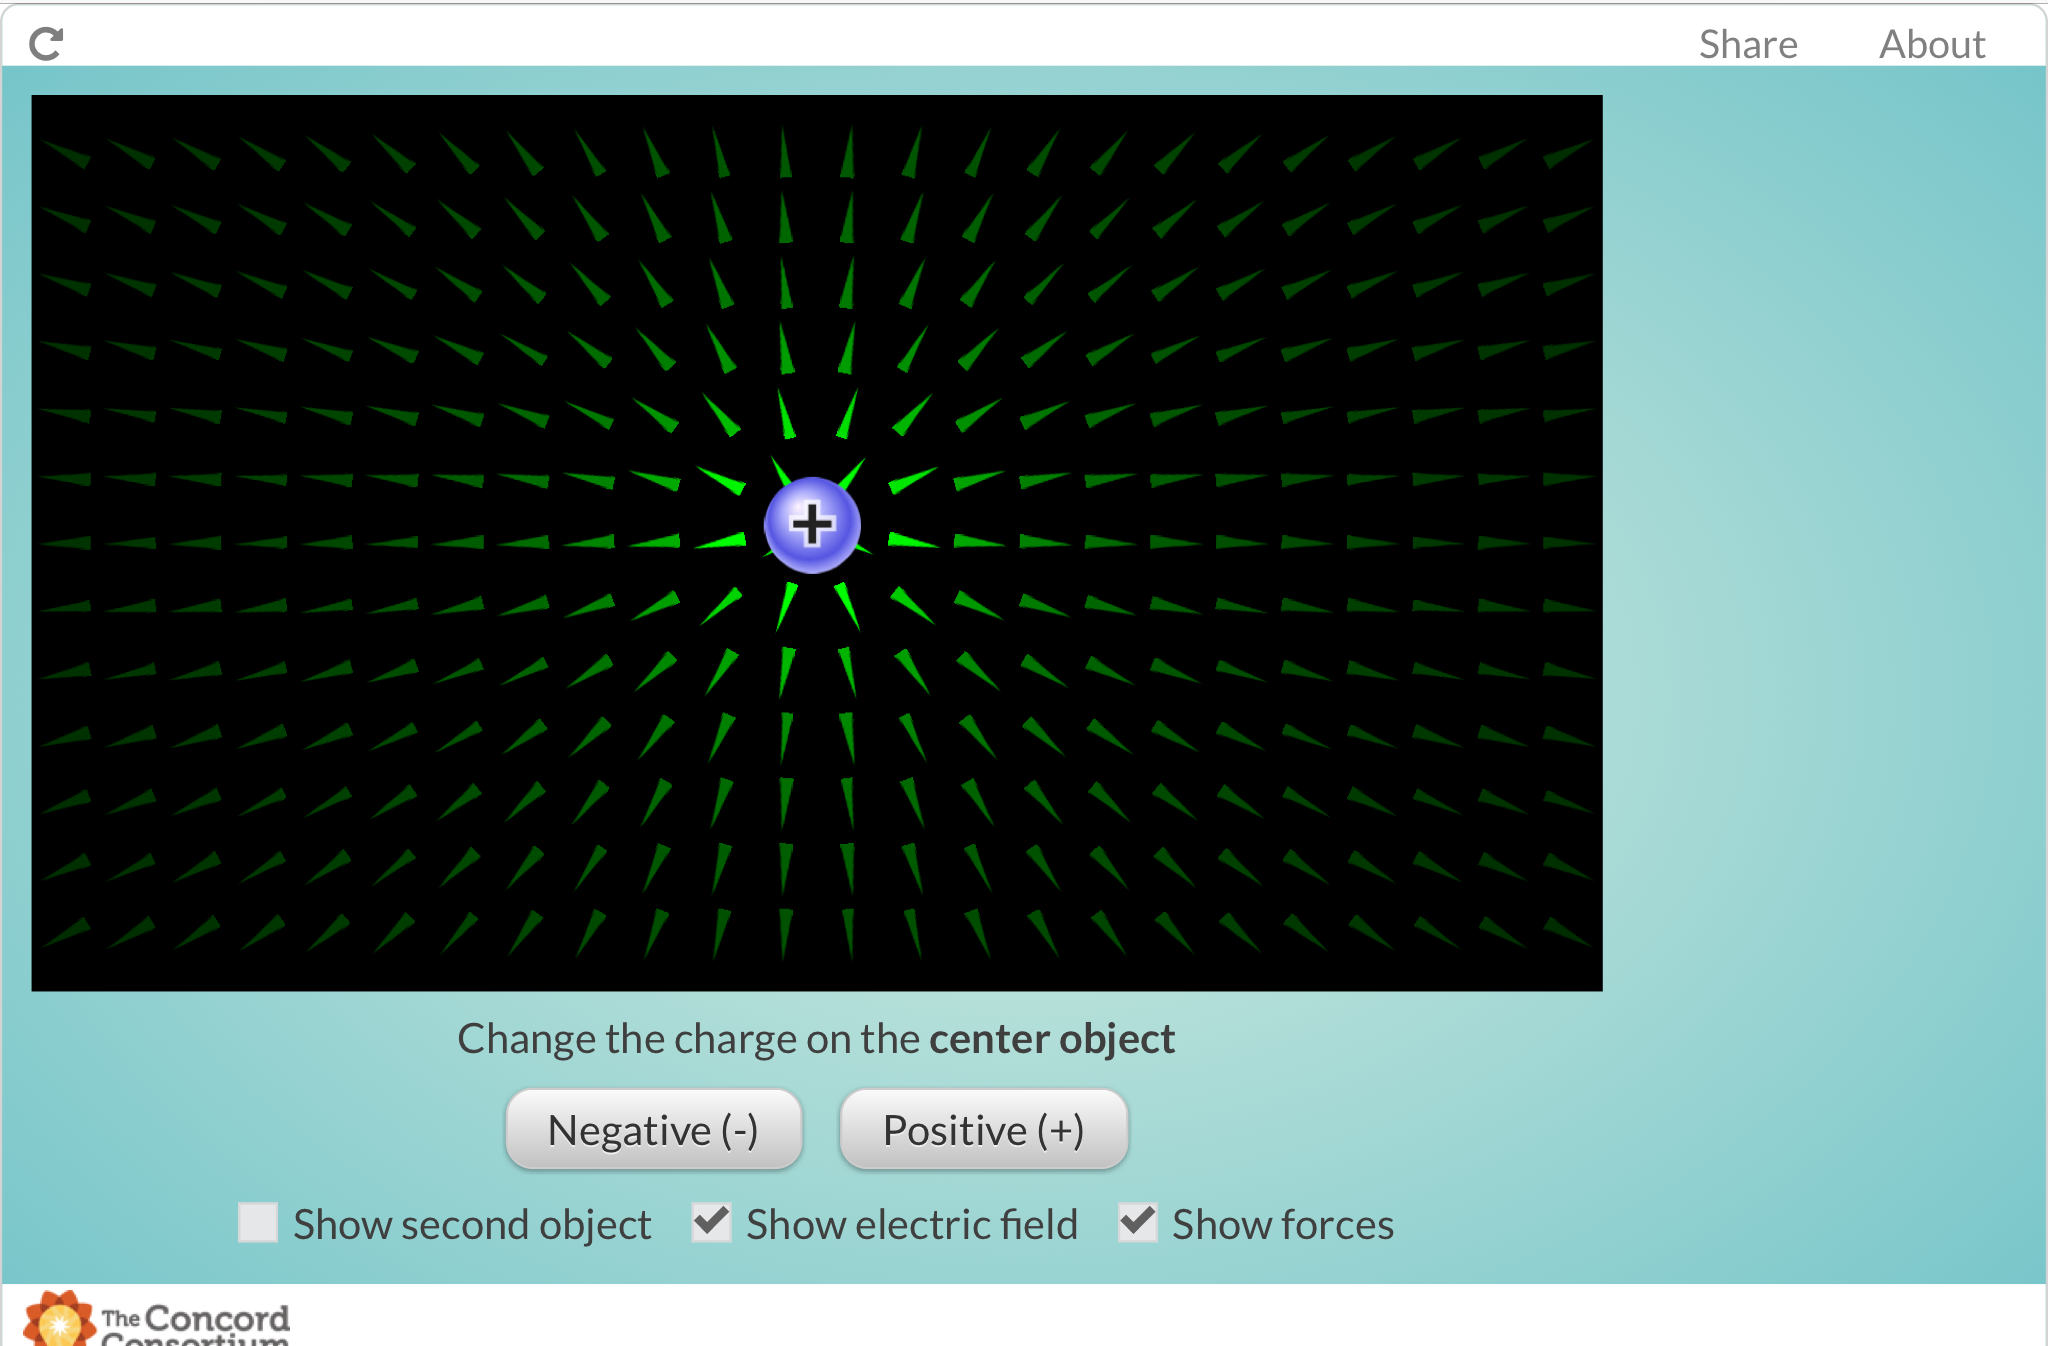 Share About
+
Change the charge on the center object
Negative (-) Positive (+)
Show second object Show electric field Show forces
The Concord
Consortium